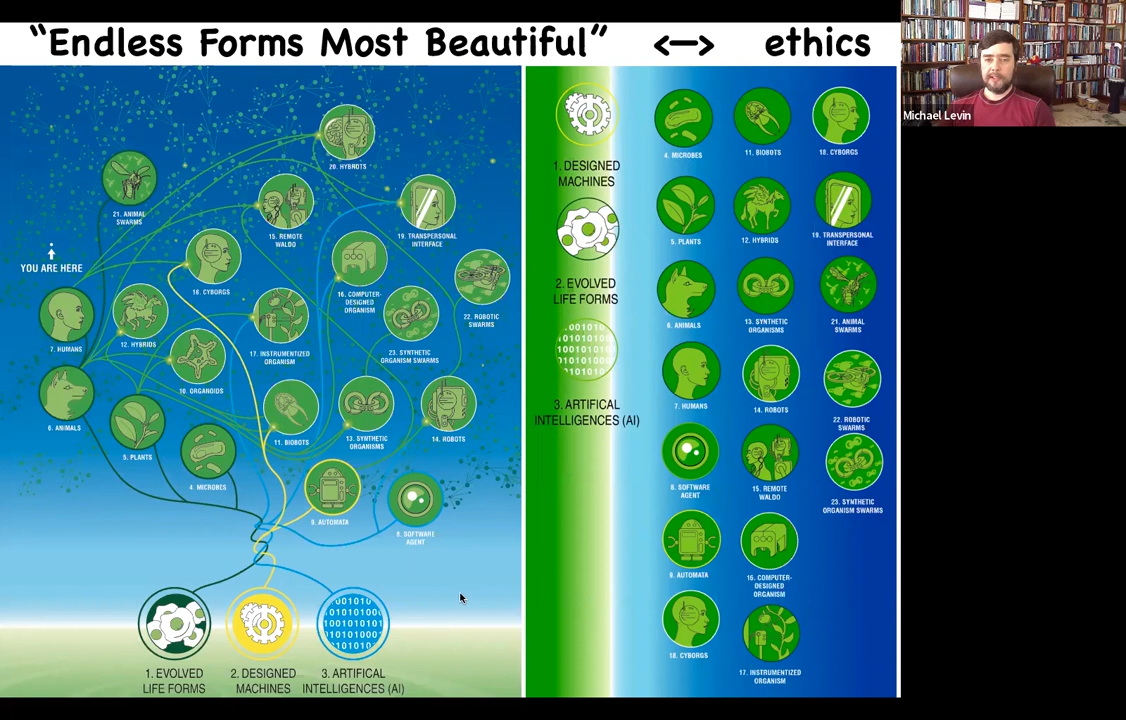 “Endless Forms Most Beautiful” <—> ethics
Michael Levin
20. HYBROTS
21. ANIMAL
SWARMS
15. REMOTE
WALDO
19. TRANSPERSONAL
INTERFACE
YOU ARE HERE
18. CYBORGS
16. COMPUTER-
DESIGNED
ORGANISM
22. ROBOTIC
SWARMS
7. HUMANS
12. HYBRIDS
17. INSTRUMENTIZED
ORGANISM
23. SYNTHETIC
ORGANISM SWARMS
10. ORGANOIDS
6. ANIMALS
11. BIOBOTS
13. SYNTHETIC
ORGANISMS
14. ROBOTS
5. PLANTS
4. MICROBES
9. AUTOMATA
8. SOFTWARE
AGENT
1. EVOLVED
LIFE FORMS
2. DESIGNED
MACHINES
3. ARTIFICAL
INTELLIGENCES (AI)
1. DESIGNED
MACHINES
2. EVOLVED
LIFE FORMS
3. ARTIFICAL
INTELLIGENCES (AI)
4. MICROBES
5. PLANTS
6. ANIMALS
7. HUMANS
8. SOFTWARE
AGENT
9. AUTOMATA
18. CYBORGS
11. BIOBOTS
12. HYBRIDS
13. SYNTHETIC
ORGANISMS
14. ROBOTS
15. REMOTE
WALDO
16. COMPUTER-
DESIGNED
ORGANISM
17. INSTRUMENTIZED
ORGANISM
18. CYBORGS
19. TRANSPERSONAL
INTERFACE
21. ANIMAL
SWARMS
22. ROBOTIC
SWARMS
23. SYNTHETIC
ORGANISM SWARMS